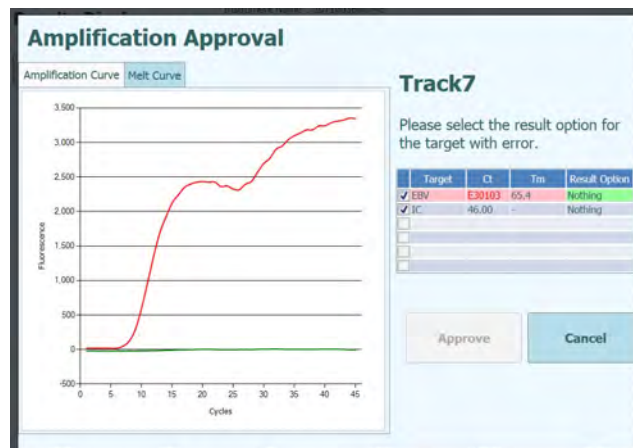 Amplification Approval
Amplification Curve Melt Curve
Track7
Please select the result option for
the target with error.
Target Ct Tm Result Option
EBV E30103 65.4 Nothing
IC 46.00 - Nothing
Approve Cancel
3.500
3.000
2.500
2.000
1.500
1,000
500
0
-500
Fluorescence
0 5 10 15 20 25 30 35 40 45
Cycles